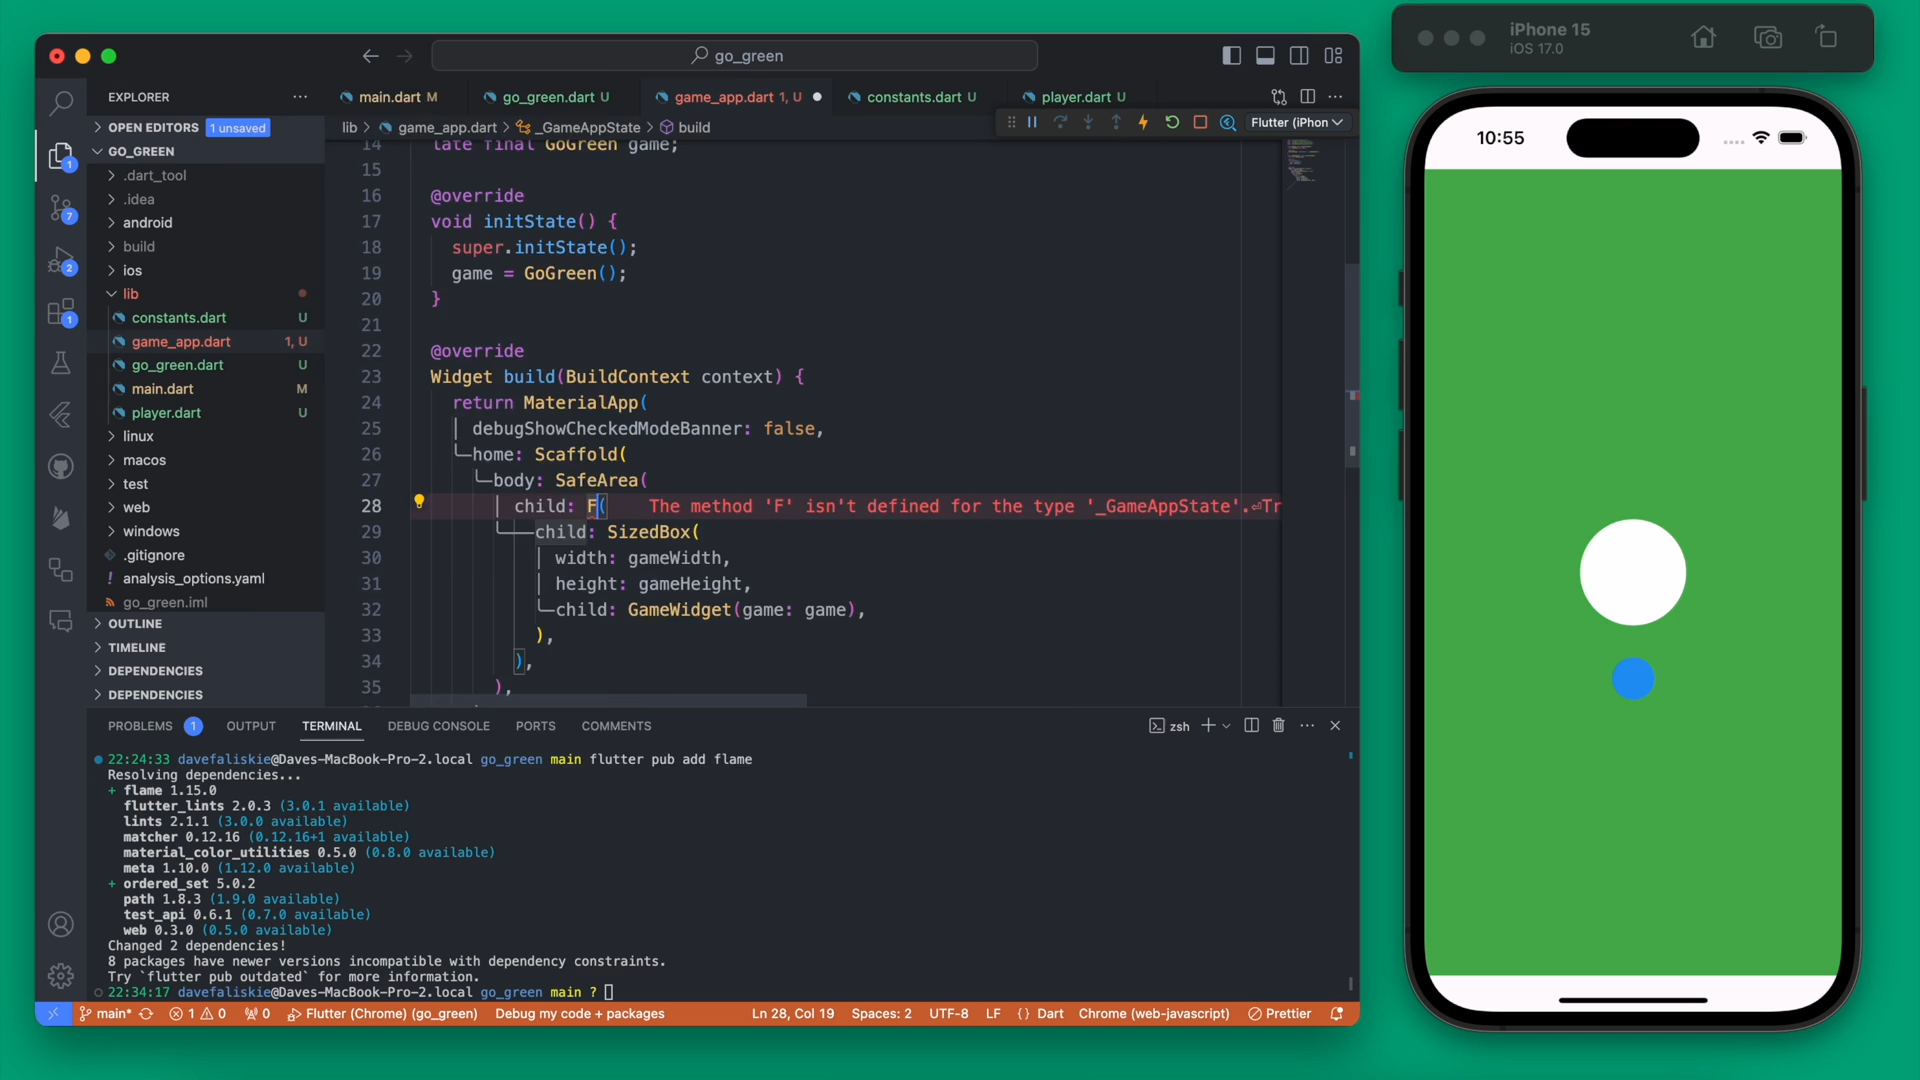 go_green
iPhone 15
iOS 17.0
EXPLORER
main.dart M
go_green.dart U
game_app.dart 1, U
constants.dart U
player.dart U
OPEN EDITORS 1 unsaved
lib > game_app.dart > _GameAppState > build
Flutter (iPhon
GO_GREEN
.dart_tool
.idea
android
build
ios
lib
constants.dart U
game_app.dart 1, U
go_green.dart U
main.dart M
player.dart U
linux
macos
test
web
windows
.gitignore
! analysis_options.yaml
go_green.iml
OUTLINE
TIMELINE
DEPENDENCIES
DEPENDENCIES
1
7
2
1
14 late final GoGreen game;
15
16 @override
17 void initState() {
18 super.initState();
19 game = GoGreen();
20 }
21
22 @override
23 Widget build(BuildContext context) {
24 return MaterialApp(
25 debugShowCheckedModeBanner: false,
26 home: Scaffold(
27 body: SafeArea(
28 child: F( The method 'F' isn't defined for the type '_GameAppState'.⏎Tr
29 child: SizedBox(
30 width: gameWidth,
31 height: gameHeight,
32 child: GameWidget(game: game),
33 ),
34 ),
35 ),
PROBLEMS 1 OUTPUT TERMINAL DEBUG CONSOLE PORTS COMMENTS
zsh
22:24:33 davefaliskie@Daves-MacBook-Pro-2.local go_green main flutter pub add flame
Resolving dependencies...
+ flame 1.15.0
flutter_lints 2.0.3 (3.0.1 available)
lints 2.1.1 (3.0.0 available)
matcher 0.12.16 (0.12.16+1 available)
material_color_utilities 0.5.0 (0.8.0 available)
meta 1.10.0 (1.12.0 available)
+ ordered_set 5.0.2
path 1.8.3 (1.9.0 available)
test_api 0.6.1 (0.7.0 available)
web 0.3.0 (0.5.0 available)
Changed 2 dependencies!
8 packages have newer versions incompatible with dependency constraints.
Try `flutter pub outdated` for more information.
22:34:17 davefaliskie@Daves-MacBook-Pro-2.local go_green main ?
main* 1 0 0 Flutter (Chrome) (go_green) Debug my code + packages Ln 28, Col 19 Spaces: 2 UTF-8 LF {} Dart Chrome (web-javascript) Prettier
10:55